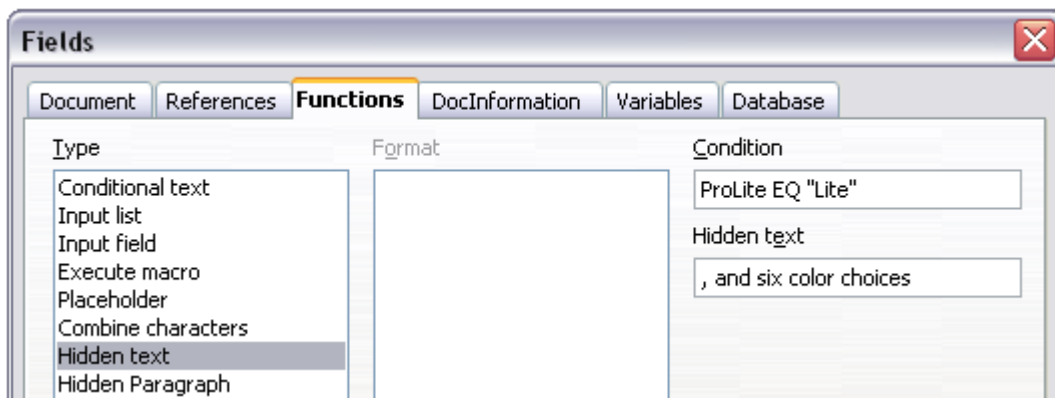 Fields
Document References Functions DocInformation Variables Database
Type Format Condition
Conditional text
Input list
Input field
Execute macro
Placeholder
Combine characters
Hidden text
Hidden Paragraph
ProLite EQ "Lite"
Hidden text
, and six color choices